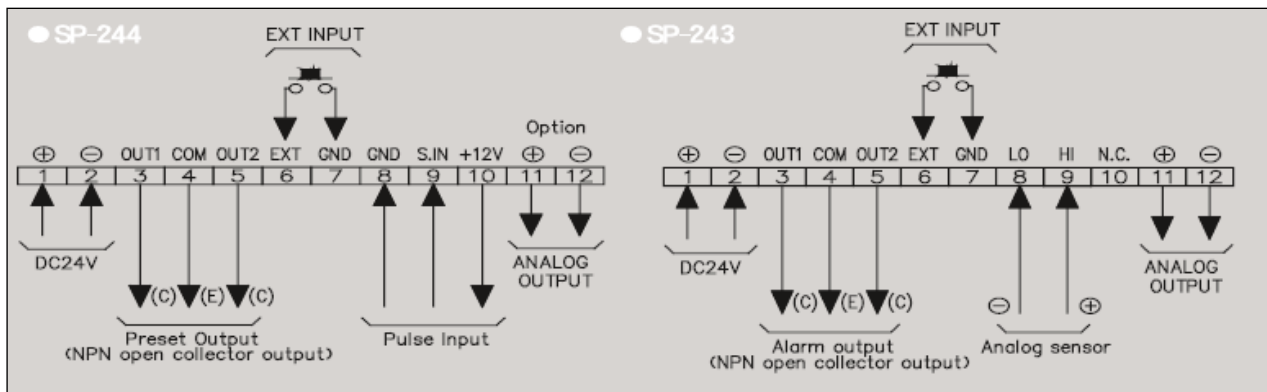 SP-244
EXT INPUT
Option
⊕ ⊖ OUT1 COM OUT2 EXT GND GND S.IN +12V ⊕ ⊖
1 2 3 4 5 6 7 8 9 10 11 12
DC24V
ANALOG
OUTPUT
(C) (E) (C)
Preset Output
(NPN open collector output)
Pulse Input
SP-243
EXT INPUT
⊕ ⊖ OUT1 COM OUT2 EXT GND LO HI N.C. ⊕ ⊖
1 2 3 4 5 6 7 8 9 10 11 12
DC24V
ANALOG
OUTPUT
(C) (E) (C)
⊖ ⊕
Alarm output
(NPN open collector output)
Analog sensor